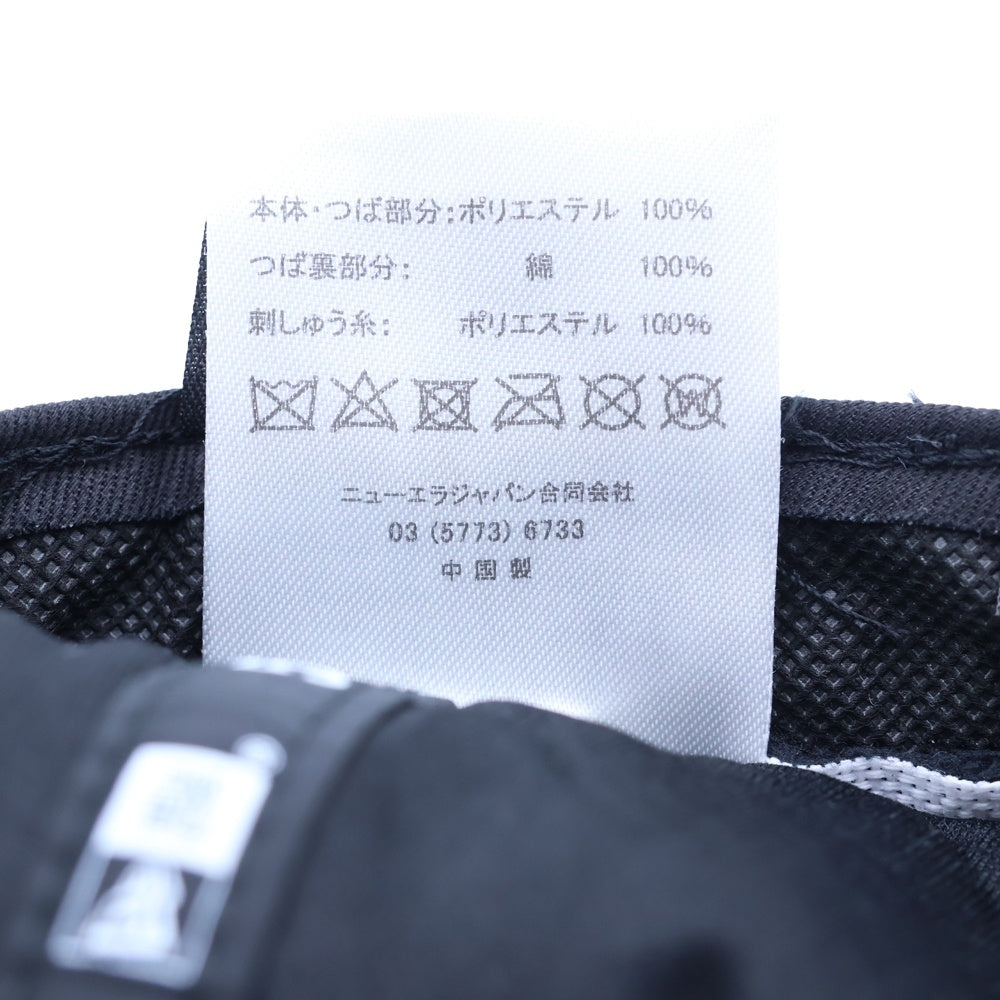 本体・つば部分:ポリエステル 100%
つば裏部分: 綿 100%
刺しゅう糸: ポリエステル 100%
ニューエラジャパン合同会社
03 (5773) 6733
中国製